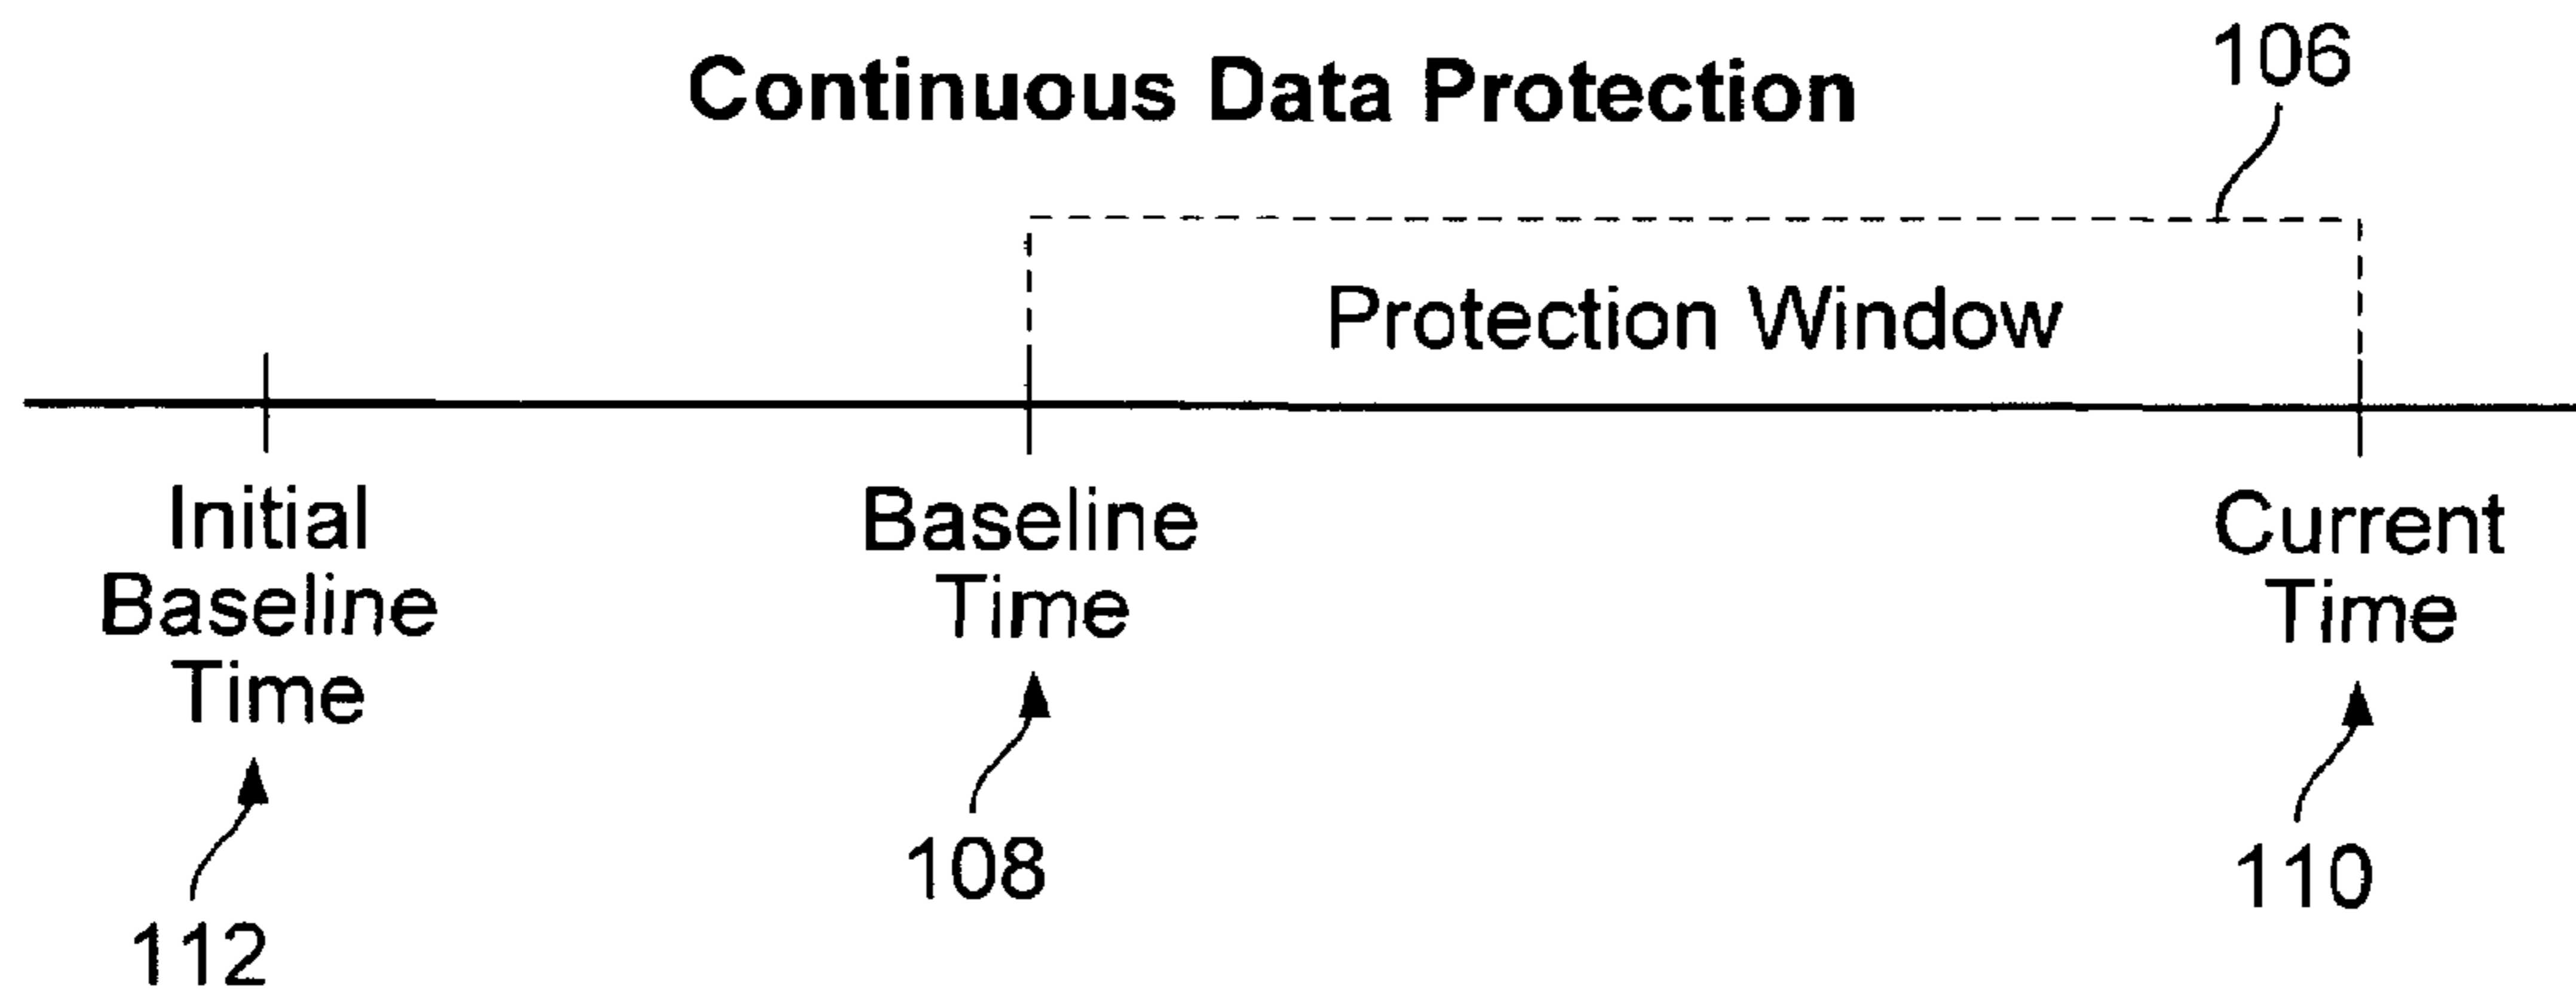 106
Continuous Data Protection
Protection Window
Initial
Baseline
Time
Baseline
Time
Current
Time
112
108
110